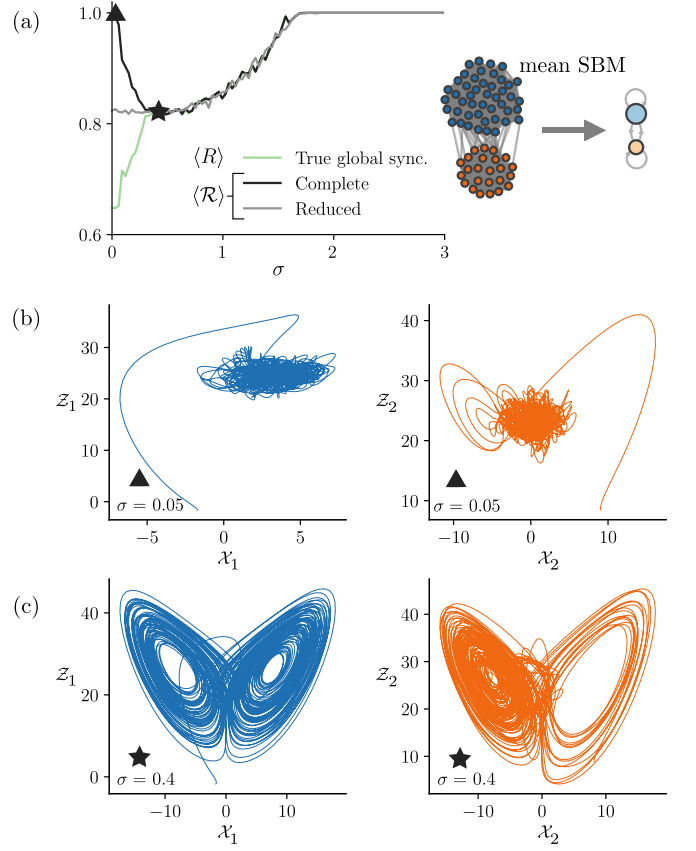 (a)
1.0
0.8
0.6
0
1
2
3
σ
⟨R⟩
True global sync.
⟨ℛ⟩
Complete
Reduced
mean SBM
(b)
𝒵₁
30
20
10
0
σ = 0.05
−5
0
5
𝒳₁
𝒵₂
40
30
20
10
σ = 0.05
−10
0
10
𝒳₂
(c)
𝒵₁
40
20
0
σ = 0.4
−10
0
10
𝒳₁
𝒵₂
40
30
20
10
σ = 0.4
−10
0
10
𝒳₂